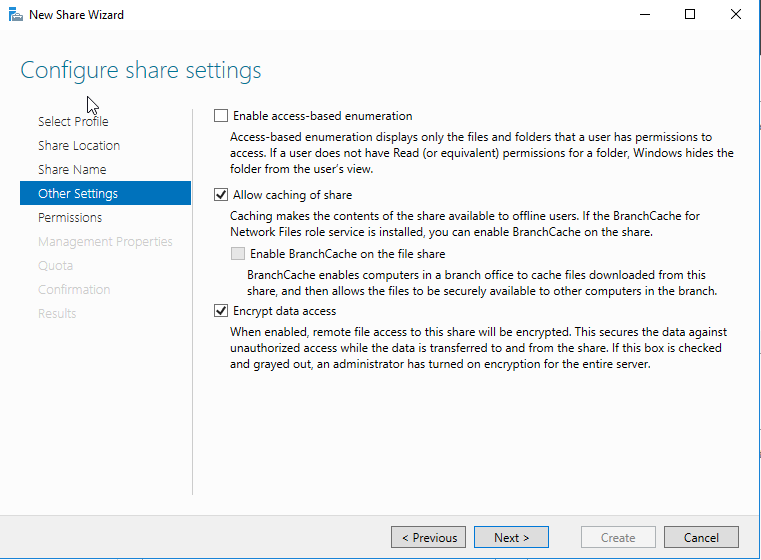 New Share Wizard
Configure share settings
Select Profile
Share Location
Share Name
Other Settings
Permissions
Management Properties
Quota
Confirmation
Results
Enable access-based enumeration
Access-based enumeration displays only the files and folders that a user has permissions to
access. If a user does not have Read (or equivalent) permissions for a folder, Windows hides the
folder from the user's view.
Allow caching of share
Caching makes the contents of the share available to offline users. If the BranchCache for
Network Files role service is installed, you can enable BranchCache on the share.
Enable BranchCache on the file share
BranchCache enables computers in a branch office to cache files downloaded from this
share, and then allows the files to be securely available to other computers in the branch.
Encrypt data access
When enabled, remote file access to this share will be encrypted. This secures the data against
unauthorized access while the data is transferred to and from the share. If this box is checked
and grayed out, an administrator has turned on encryption for the entire server.
< Previous
Next >
Create
Cancel